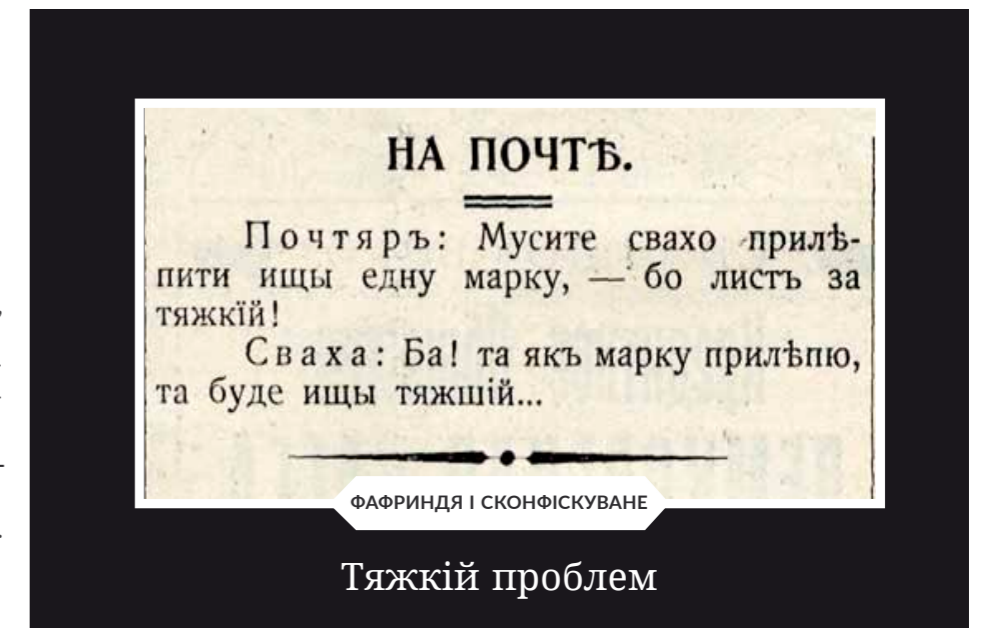 НА ПОЧТѢ.
Почтяръ: Мусите свахо прилѣ-
пити ищы едну марку, — бо листъ за
тяжкїй!
Сваха: Ба! та якъ марку прилѣпю,
та буде ищы тяжшій...
ФАФРИНДЯ І СКОНФІСКУВАНЕ
Тяжкій проблем